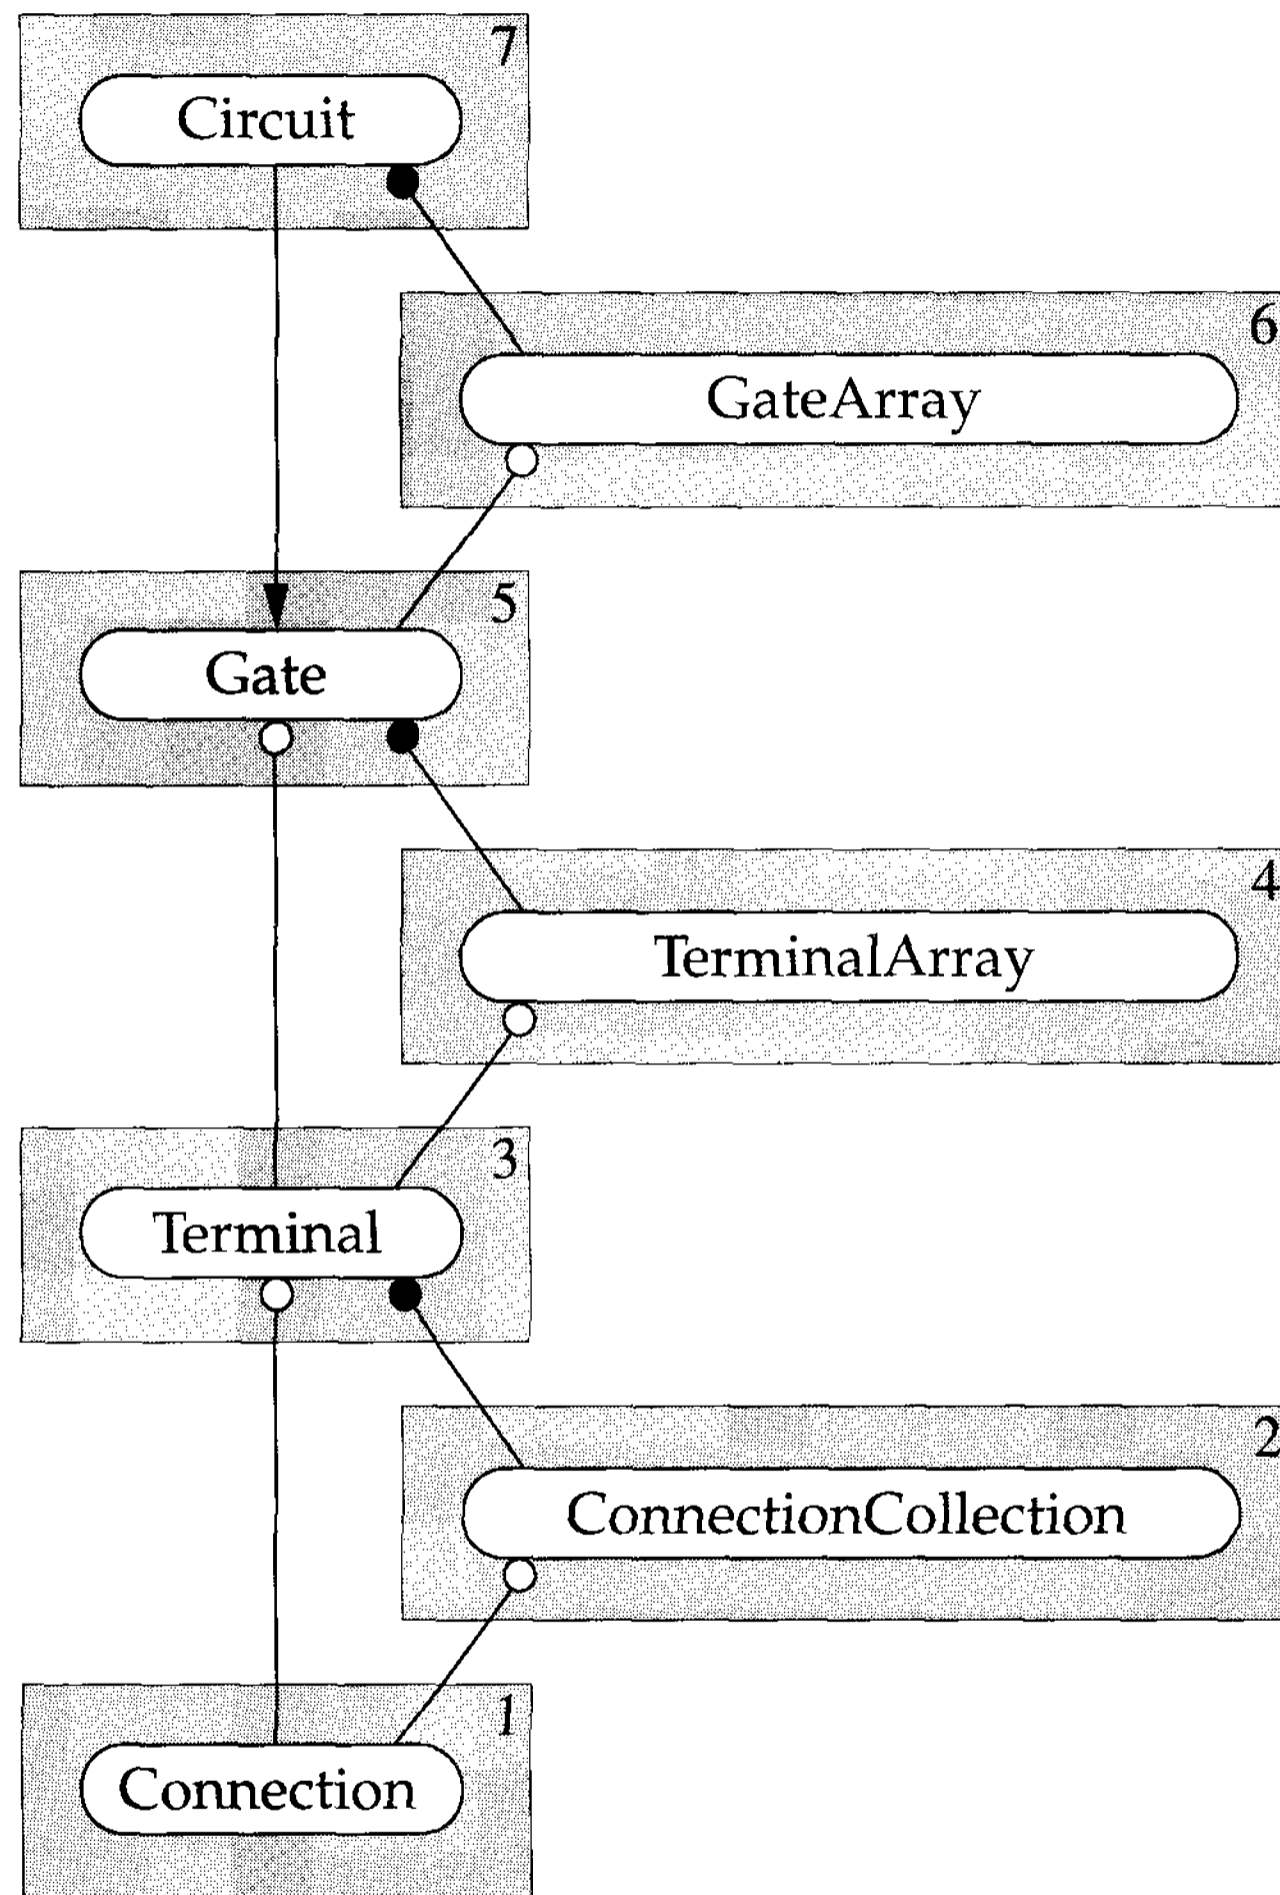 7
Circuit
6
GateArray
5
Gate
4
TerminalArray
3
Terminal
2
ConnectionCollection
1
Connection